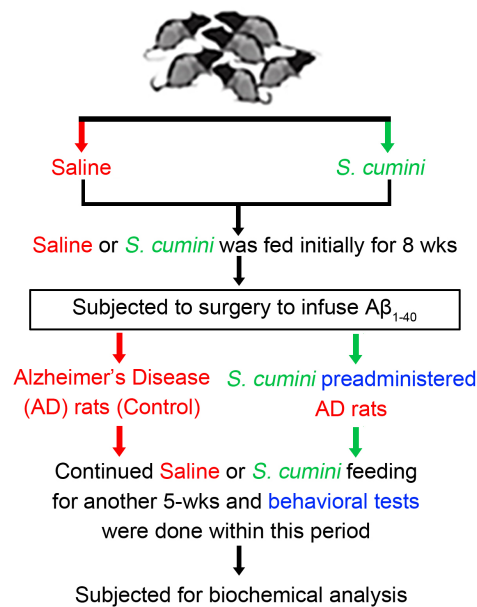 Saline
S. cumini
Saline or S. cumini was fed initially for 8 wks
Subjected to surgery to infuse Aβ1-40
Alzheimer's Disease
(AD) rats (Control)
S. cumini preadministered
AD rats
Continued Saline or S. cumini feeding
for another 5-wks and behavioral tests
were done within this period
Subjected for biochemical analysis